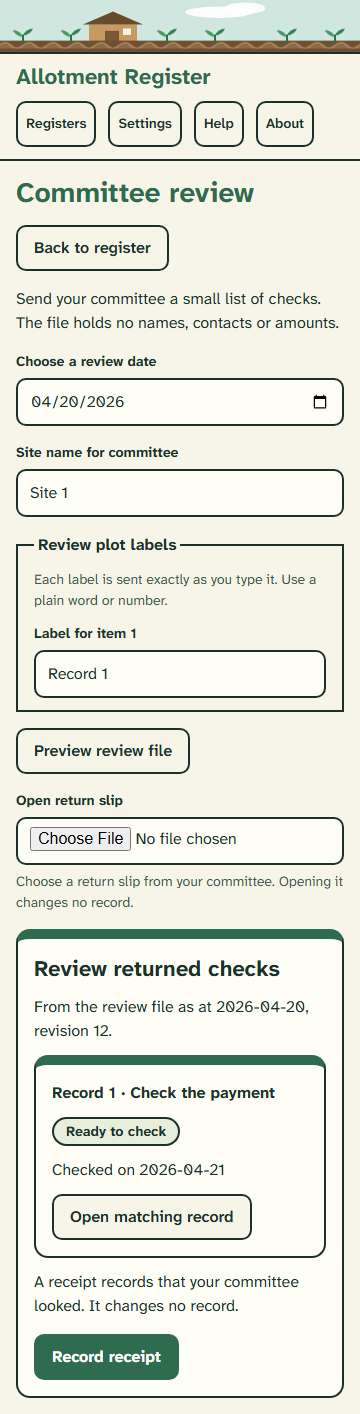 Allotment Register
Registers
Settings
Help
About
Committee review
Back to register
Send your committee a small list of checks.
The file holds no names, contacts or amounts.
Choose a review date
04/20/2026
Site name for committee
Site 1
Review plot labels
Each label is sent exactly as you type it. Use a
plain word or number.
Label for item 1
Record 1
Preview review file
Open return slip
Choose File No file chosen
Choose a return slip from your committee. Opening it
changes no record.
Review returned checks
From the review file as at 2026-04-20,
revision 12.
Record 1 · Check the payment
Ready to check
Checked on 2026-04-21
Open matching record
A receipt records that your committee
looked. It changes no record.
Record receipt